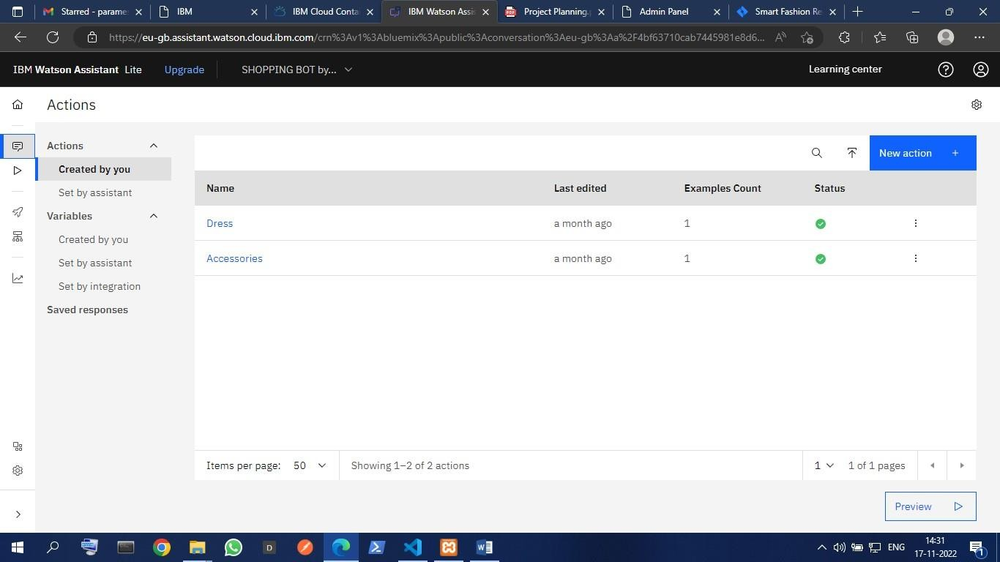 Starred - parame
IBM
IBM Cloud Conta
IBM Watson Assis
Project Planning.p
Admin Panel
Smart Fashion Re
https://eu-gb.assistant.watson.cloud.ibm.com/crn%3Av1%3Abluemix%3Apublic%3Aconversation%3Aeu-gb%3Aa%2F4bf63710cab7445981e8d6...
IBM Watson Assistant Lite
Upgrade
SHOPPING BOT by...
Learning center
Actions
Actions
Created by you
Set by assistant
Variables
Created by you
Set by assistant
Set by integration
Saved responses
New action +
Name Last edited Examples Count Status
Dress a month ago 1
Accessories a month ago 1
Items per page: 50
Showing 1–2 of 2 actions
1
1 of 1 pages
Preview
D
ENG
14:31
17-11-2022
1